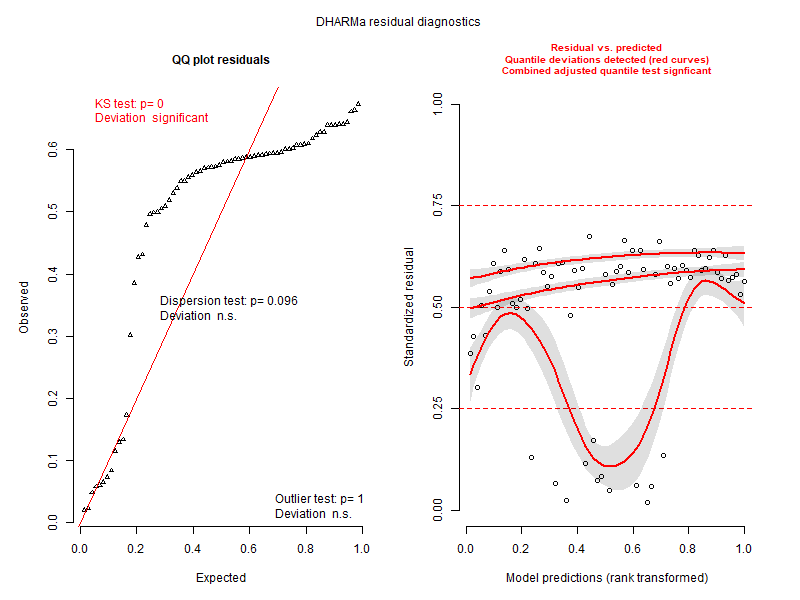 DHARMa residual diagnostics
QQ plot residuals
KS test: p= 0
Deviation  significant
Dispersion test: p= 0.096
Deviation  n.s.
Outlier test: p= 1
Deviation  n.s.
Observed
0.0
0.1
0.2
0.3
0.4
0.5
0.6
0.0
0.2
0.4
0.6
0.8
1.0
Expected
Residual vs. predicted
Quantile deviations detected (red curves)
Combined adjusted quantile test signficant
Standardized residual
0.00
0.25
0.50
0.75
1.00
0.0
0.2
0.4
0.6
0.8
1.0
Model predictions (rank transformed)